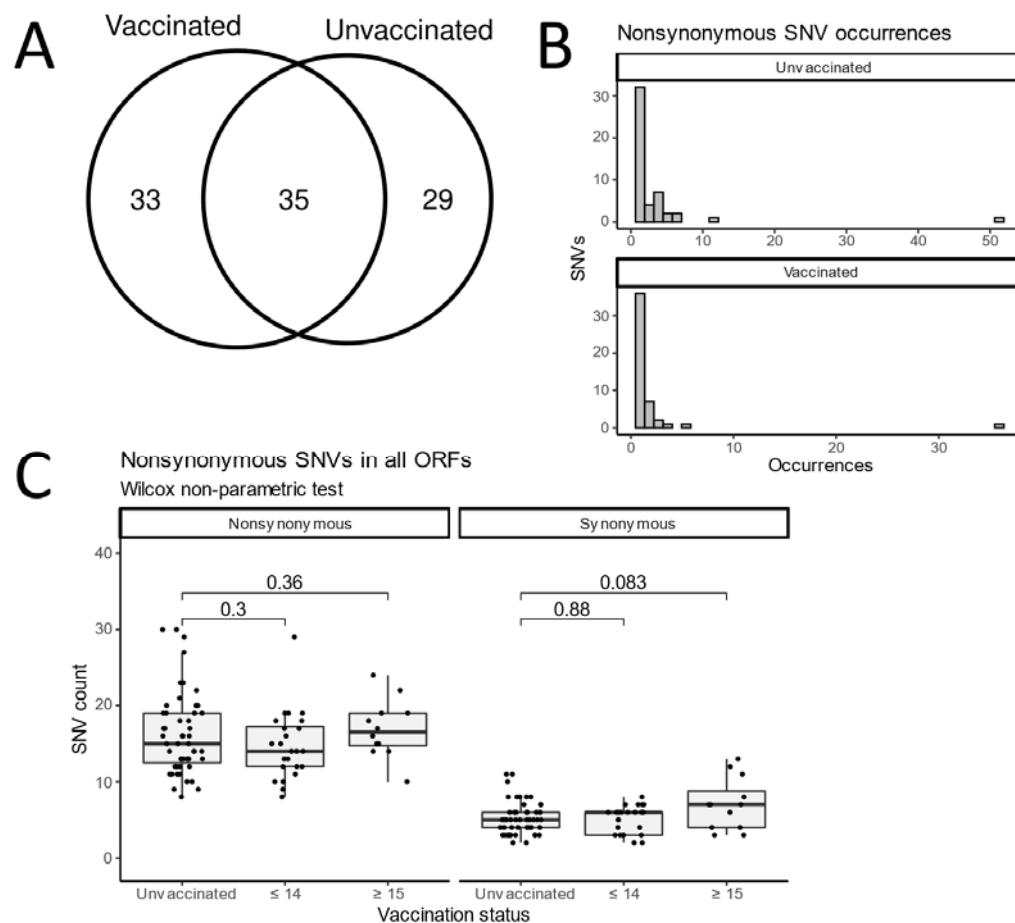 A
Vaccinated
Unvaccinated
33
35
29
B
Nonsynonymous SNV occurrences
Unvaccinated
30
20
10
0
0 10 20 30 40 50
SNVs
Vaccinated
30
20
10
0
0 10 20 30
Occurrences
C
Nonsynonymous SNVs in all ORFs
Wilcox non-parametric test
Nonsynonymous
Synonymous
40
30
20
10
0
SNV count
0.36
0.3
0.083
0.88
Unvaccinated ≤ 14 ≥ 15
Unvaccinated ≤ 14 ≥ 15
Vaccination status